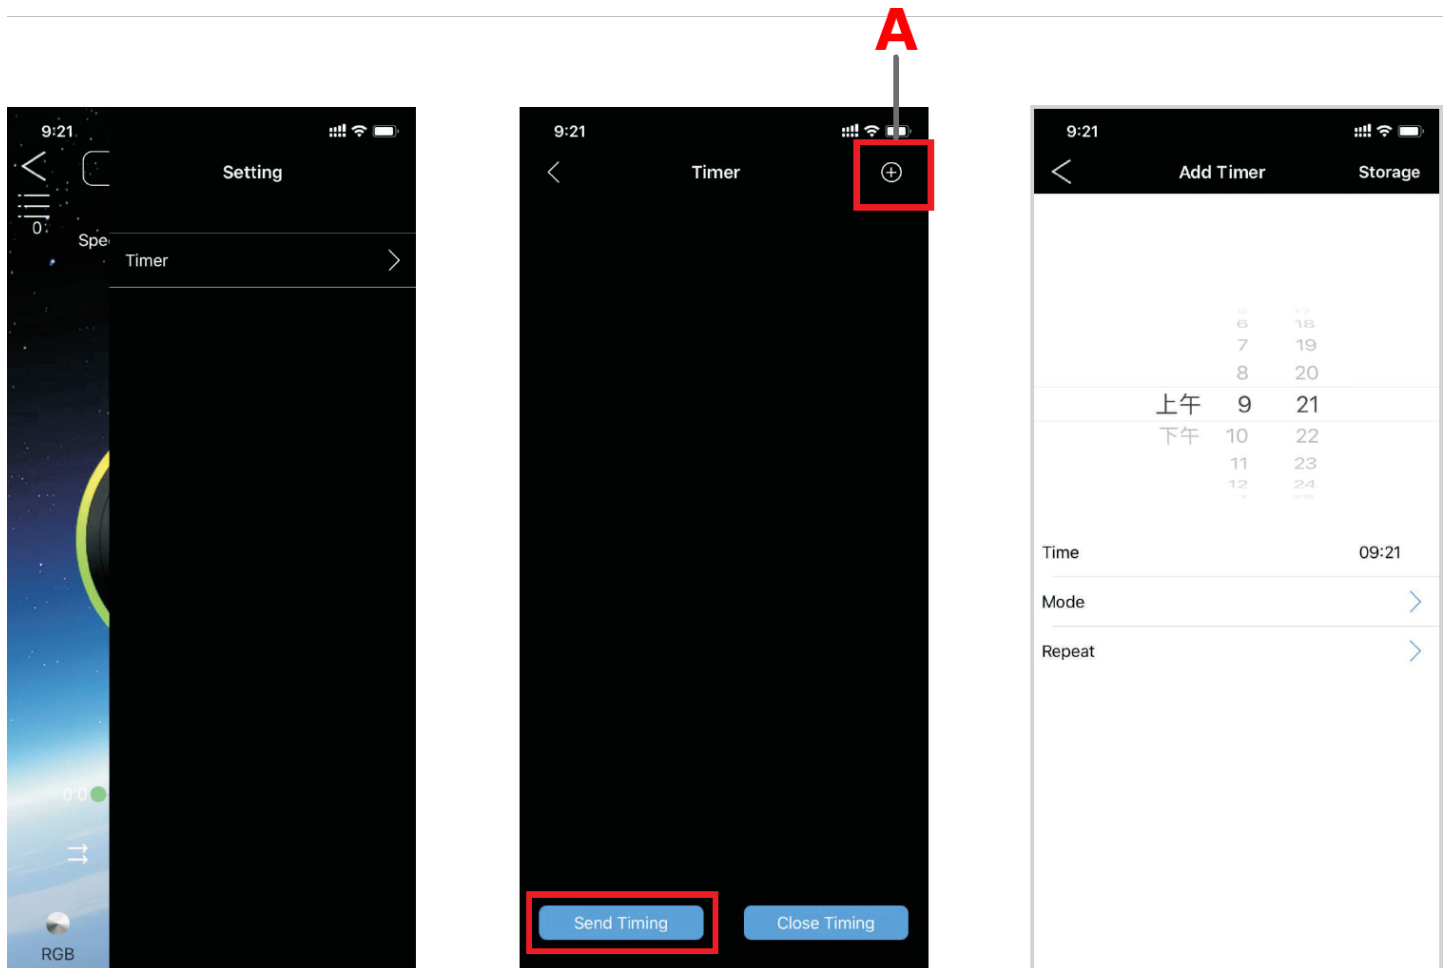 A
9:21
Setting
0:
Spe
Timer
0:0
RGB
9:21
Timer
Send Timing
Close Timing
9:21
Add Timer
Storage
6 18
7 19
8 20
上午 9 21
下午 10 22
11 23
12 24
Time 09:21
Mode
Repeat